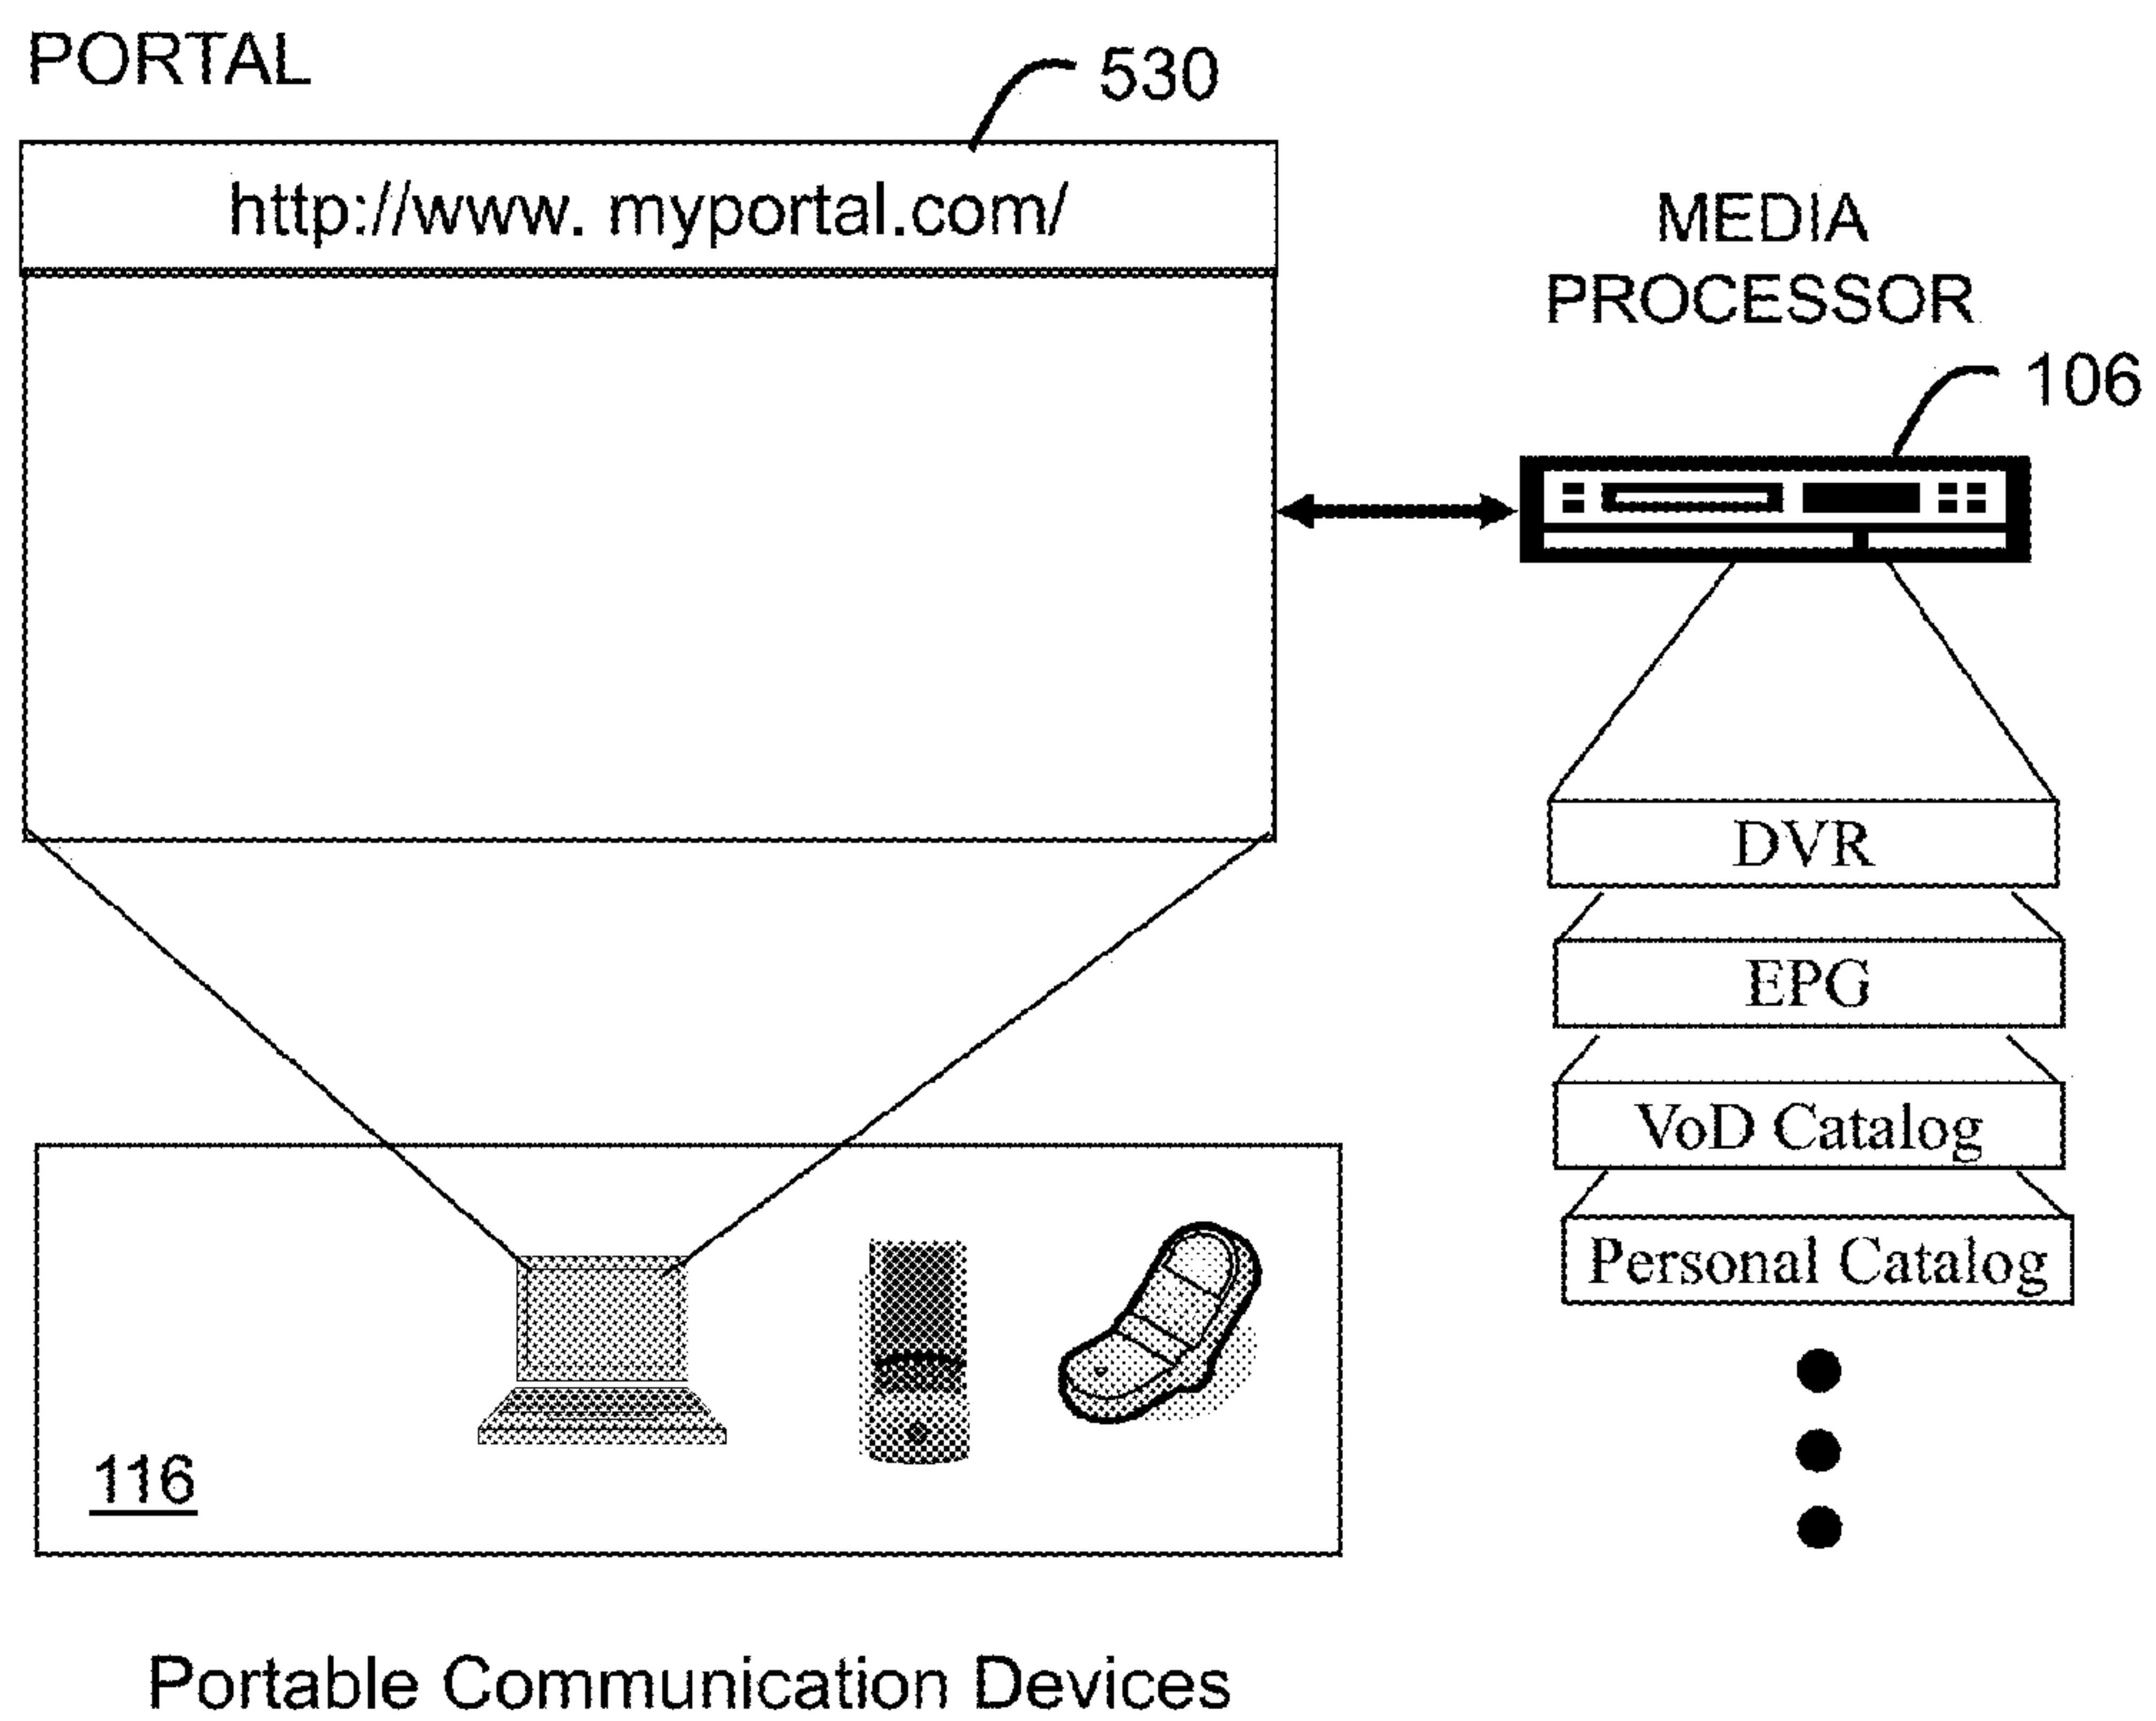 PORTAL
530
http://www. myportal.com/
MEDIA
PROCESSOR
106
DVR
EPG
VoD Catalog
Personal Catalog
116
Portable Communication Devices